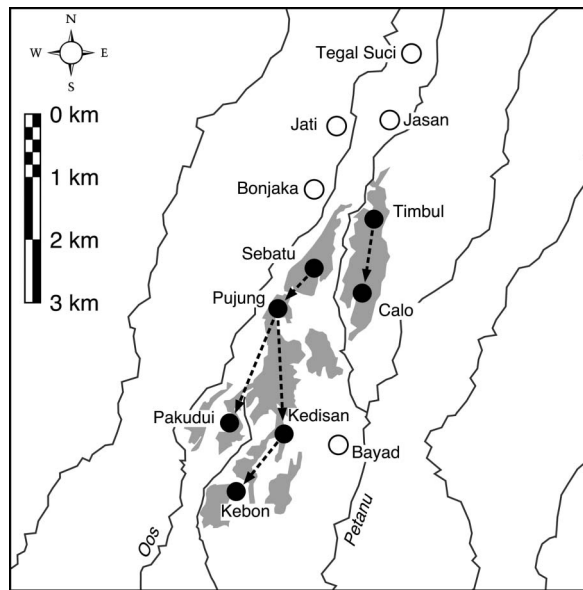 N
W E
S
0 km
1 km
2 km
3 km
Tegal Suci
Jati
Jasan
Bonjaka
Timbul
Sebatu
Pujung
Calo
Pakudui
Kedisan
Bayad
Kebon
Oos
Petanu